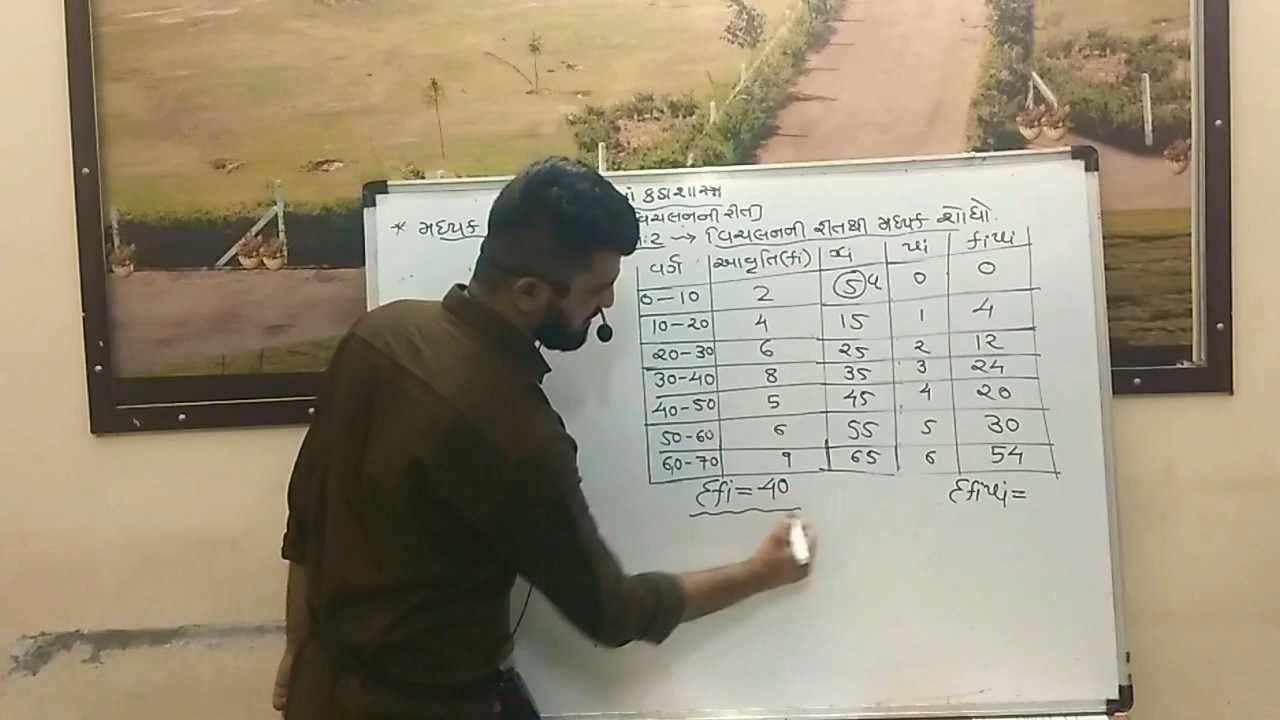 કડાશાસ્ત્ર
વિચલનની રીત)
* મધ્યક :2 → વિચલનની રીતથી મધ્યક શોધો.
વર્ગ આવૃતિ(fi) xi ui fiui
0-10 2 5 પ 0 0
10-20 4 15 1 4
20-30 6 25 2 12
30-40 8 35 3 24
40-50 5 45 4 20
50-60 6 55 5 30
60-70 9 65 6 54
Σfi = 40 Σfiui =